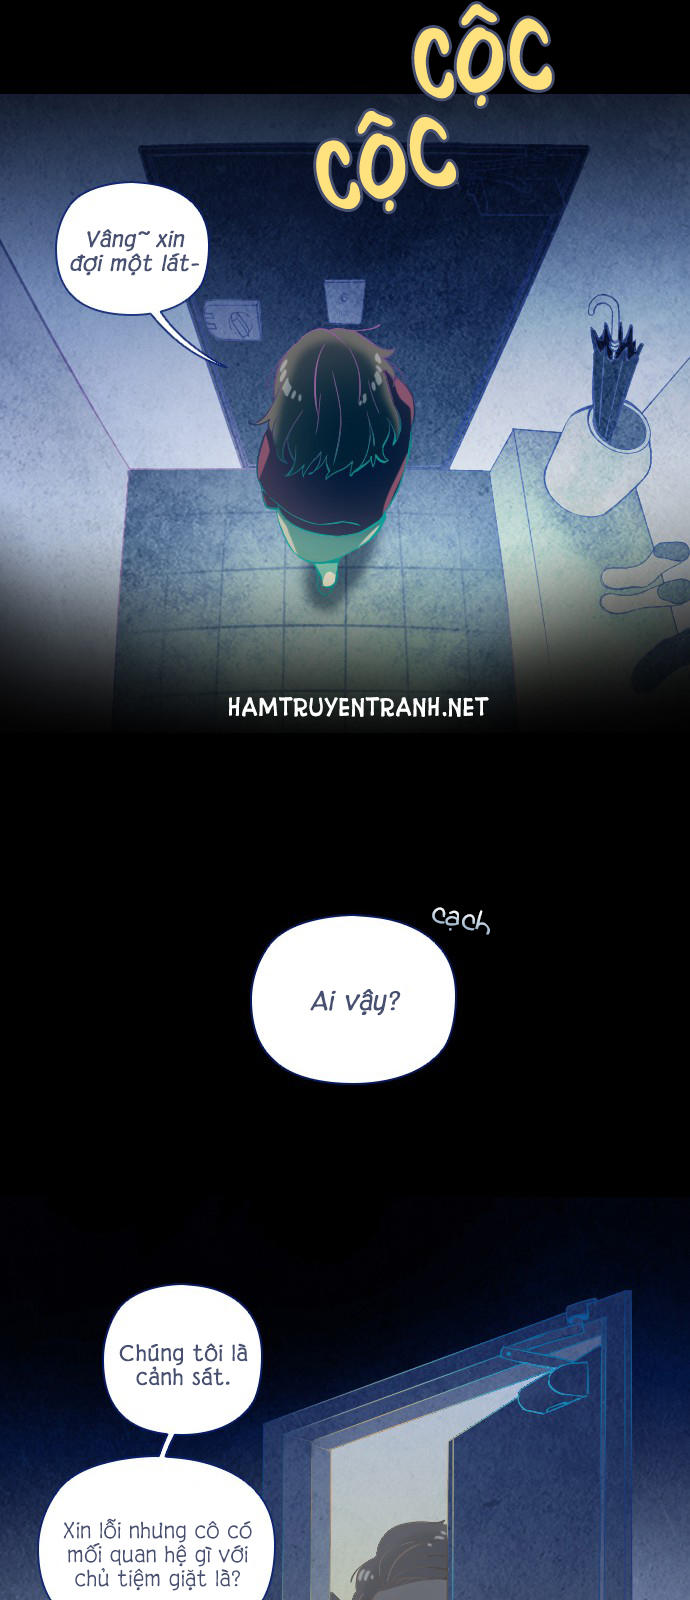 CỘC
CỘC
Vâng~ xin
đợi một lát-
HAMTRUYENTRANH.NET
cạch
Ai vậy?
Chúng tôi là
cảnh sát.
Xin lỗi nhưng cô có
mối quan hệ gì với
chủ tiệm giặt là?